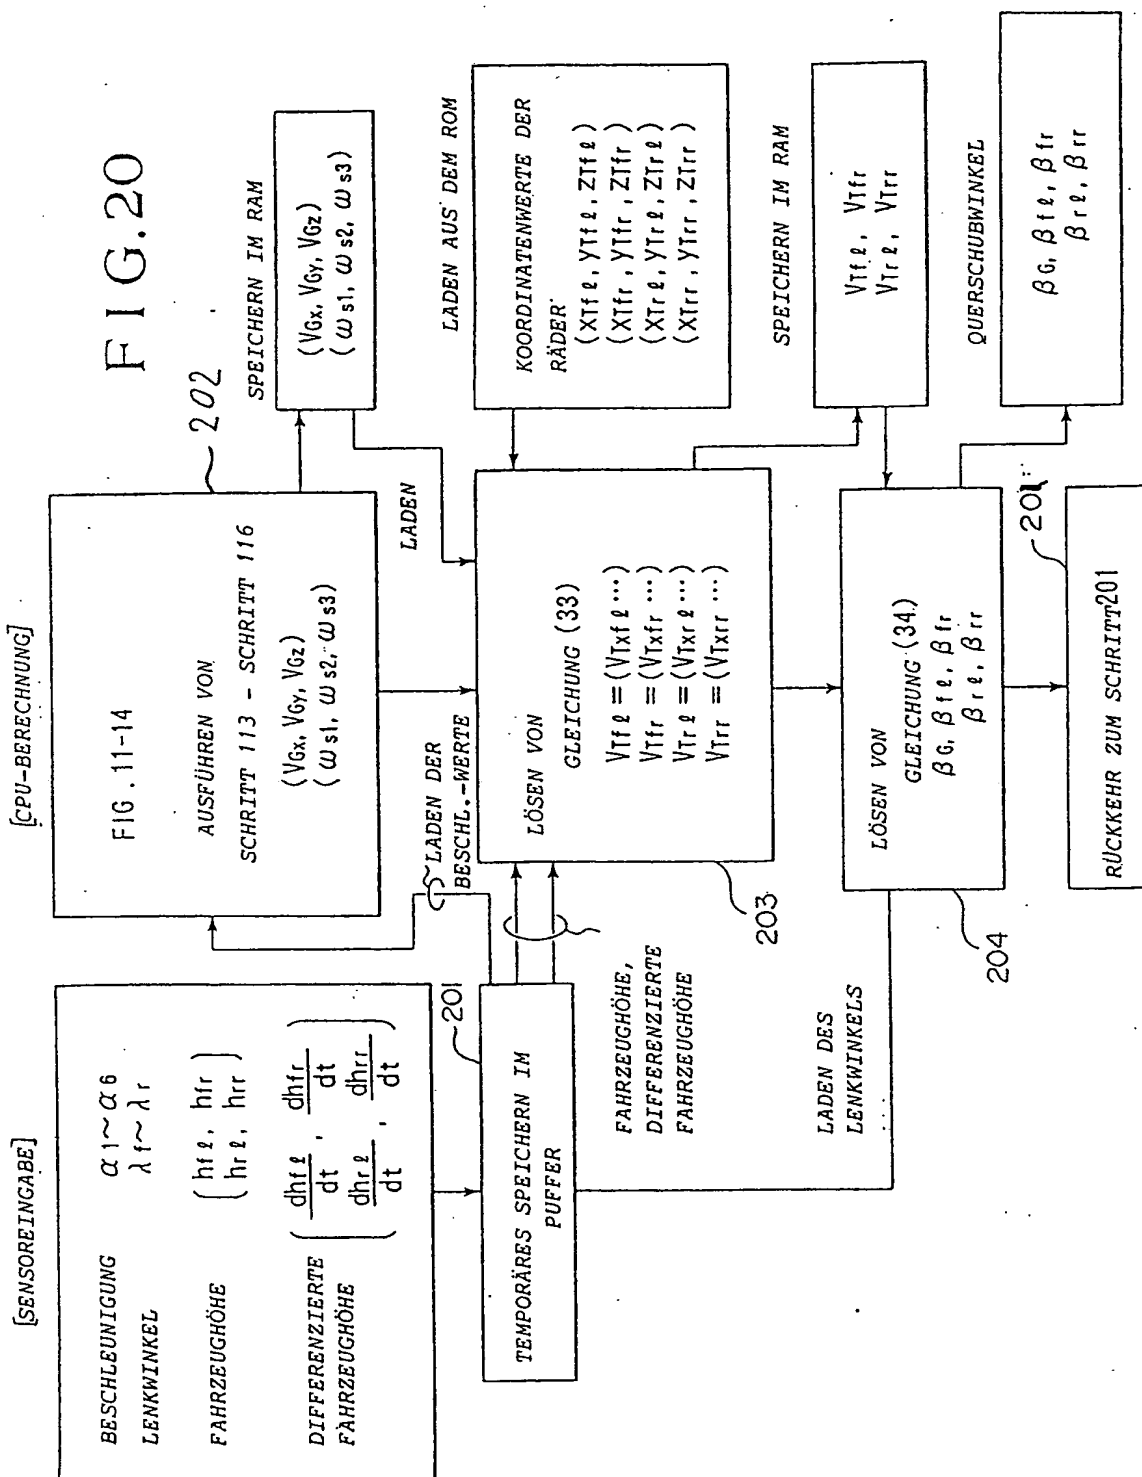 FIG.20
[SENSOREINGABE]
BESCHLEUNIGUNG α1~α6
LENKWINKEL λf~λr
FAHRZEUGHÖHE (hfℓ, hfr
hrℓ, hrr)
DIFFERENZIERTE
FAHRZEUGHÖHE
(dhfℓ/dt, dhfr/dt
dhrℓ/dt, dhrr/dt)
201
TEMPORÄRES SPEICHERN IM
PUFFER
[CPU-BERECHNUNG]
FIG.11-14
AUSFÜHREN VON
SCHRITT 113 - SCHRITT 116
(VGx, VGy, VGz)
(ωs1, ωs2, ωs3)
202
SPEICHERN IM RAM
(VGx, VGy, VGz)
(ωs1, ωs2, ωs3)
LADEN DER
BESCHL.-WERTE
LADEN
FAHRZEUGHÖHE,
DIFFERENZIERTE
FAHRZEUGHÖHE
LÖSEN VON
GLEICHUNG (33)
VTfℓ=(VTxfℓ…)
VTfr=(VTxfr…)
VTrℓ=(VTxrℓ…)
VTrr=(VTxrr…)
203
LADEN AUS DEM ROM
KOORDINATENWERTE DER
RÄDER
(XTfℓ, YTfℓ, ZTfℓ)
(XTfr, YTfr, ZTfr)
(XTrℓ, YTrℓ, ZTrℓ)
(XTrr, YTrr, ZTrr)
SPEICHERN IM RAM
VTfℓ, VTfr
VTrℓ, VTrr
LADEN DES
LENKWINKELS
LÖSEN VON
GLEICHUNG (34)
βG, βfℓ, βfr
βrℓ, βrr
204
QUERSCHUBWINKEL
βG, βfℓ, βfr
βrℓ, βrr
201
RÜCKKEHR ZUM SCHRITT201